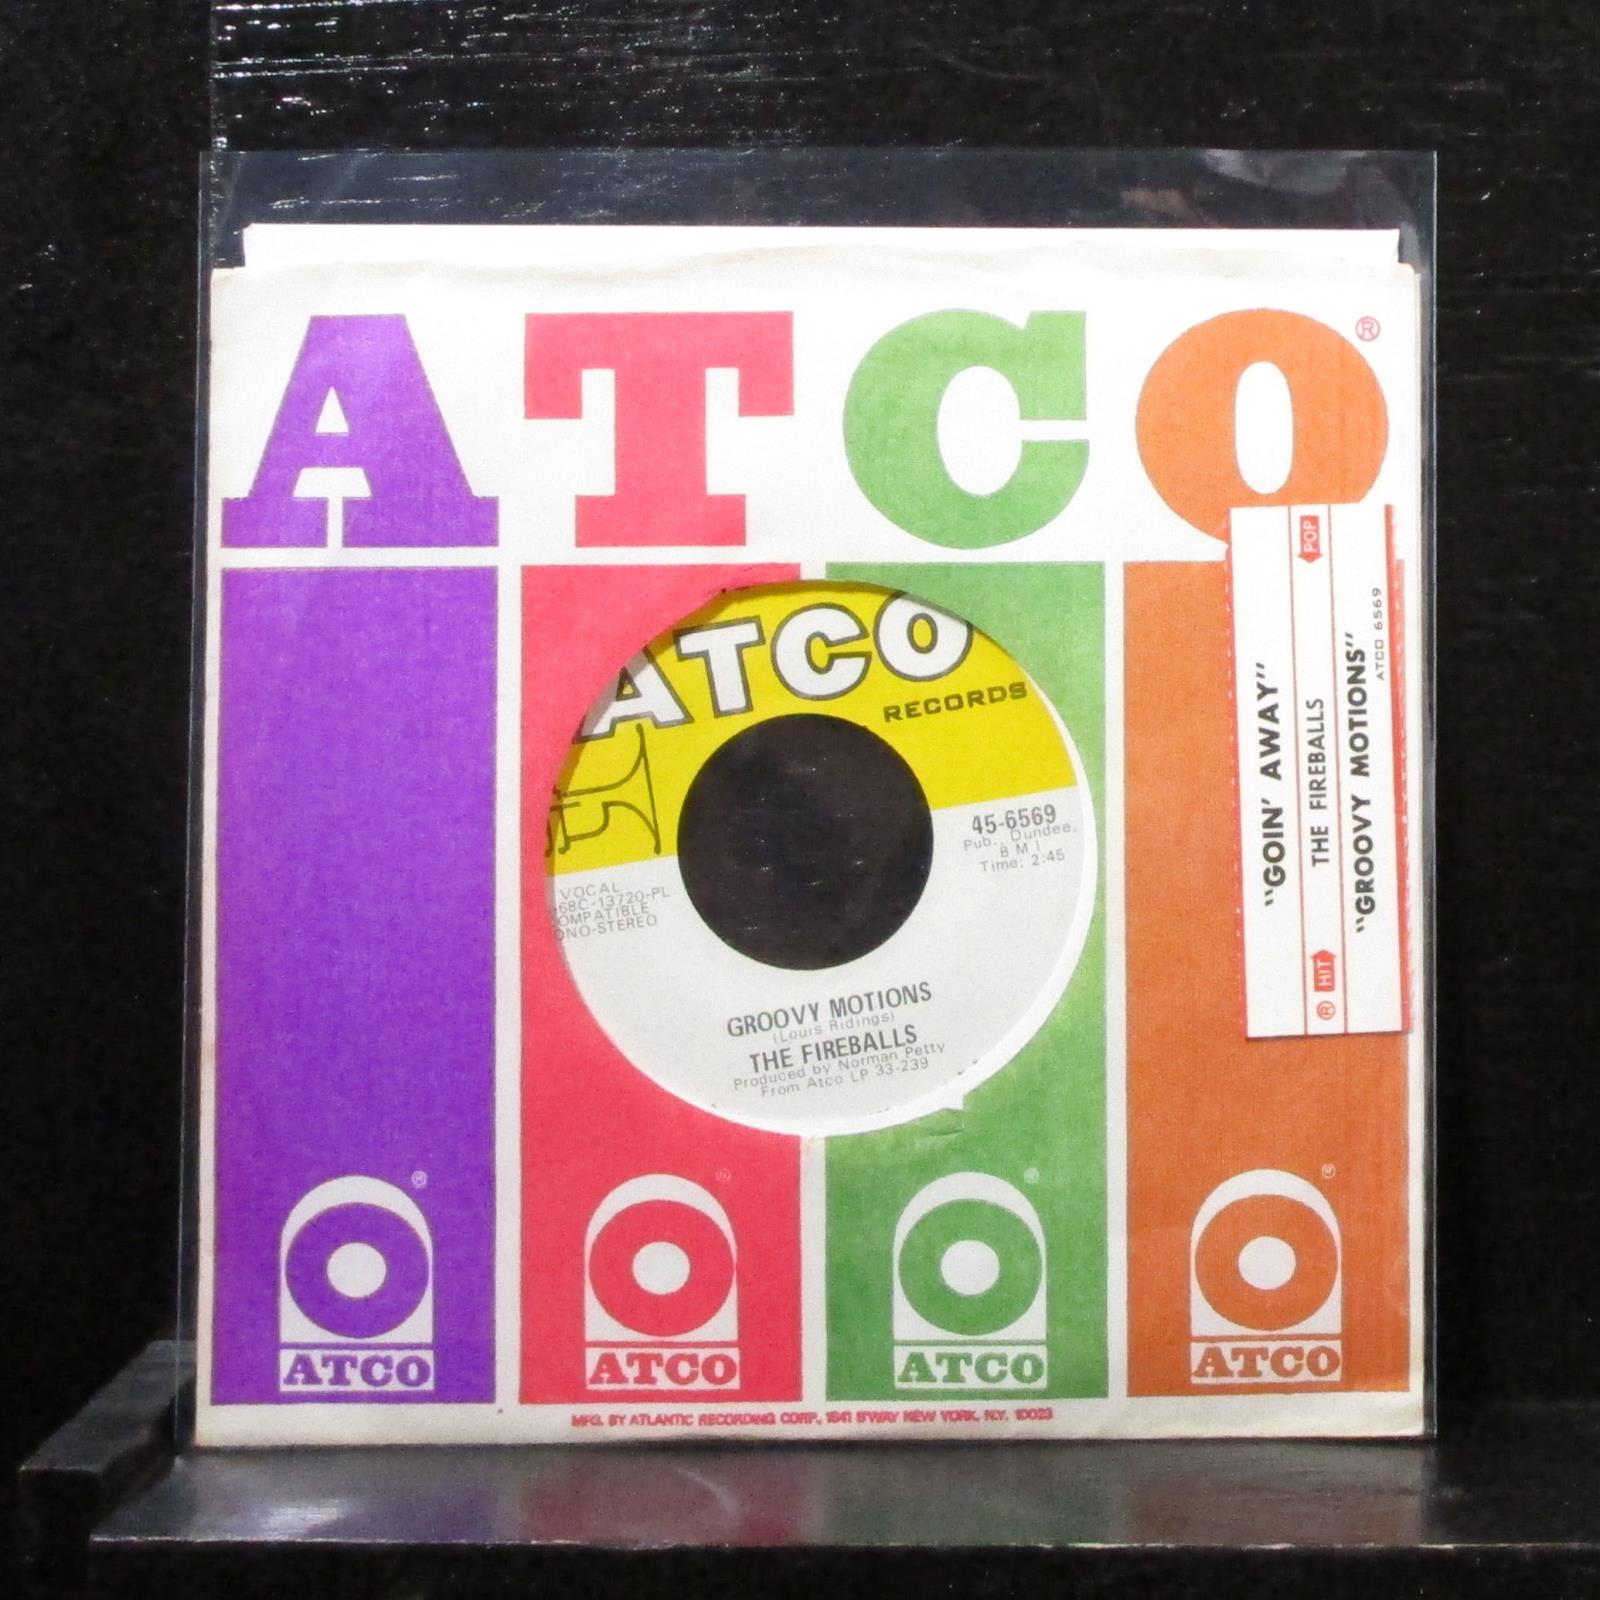 ATCO®
ATCO
RECORDS
45-6569
Pub., Dundee,
B M I
Time: 2:45
VOCAL
68C-13720-PL
OMPATIBLE
ONO-STEREO
GROOVY MOTIONS
(Louis Ridings)
THE FIREBALLS
Produced by Norman Petty
From Atco LP 33-239
"GOIN' AWAY"
POP
THE FIREBALLS
® HIT
"GROOVY MOTIONS"
ATCO 6569
® ® ® ®
ATCO ATCO ATCO ATCO
MFG. BY ATLANTIC RECORDING CORP., 1841 B'WAY NEW YORK, N.Y. 10023